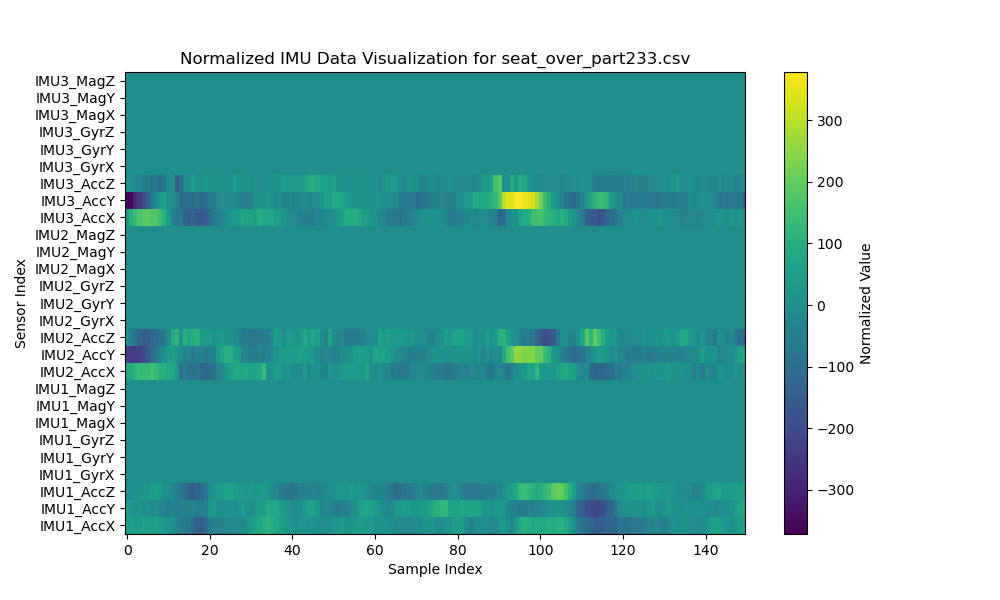 Normalized IMU Data Visualization for seat_over_part233.csv
IMU3_MagZ
IMU3_MagY
IMU3_MagX
IMU3_GyrZ
IMU3_GyrY
IMU3_GyrX
IMU3_AccZ
IMU3_AccY
IMU3_AccX
IMU2_MagZ
IMU2_MagY
IMU2_MagX
IMU2_GyrZ
IMU2_GyrY
IMU2_GyrX
IMU2_AccZ
IMU2_AccY
IMU2_AccX
IMU1_MagZ
IMU1_MagY
IMU1_MagX
IMU1_GyrZ
IMU1_GyrY
IMU1_GyrX
IMU1_AccZ
IMU1_AccY
IMU1_AccX
Sensor Index
0 20 40 60 80 100 120 140
Sample Index
300
200
100
0
−100
−200
−300
Normalized Value